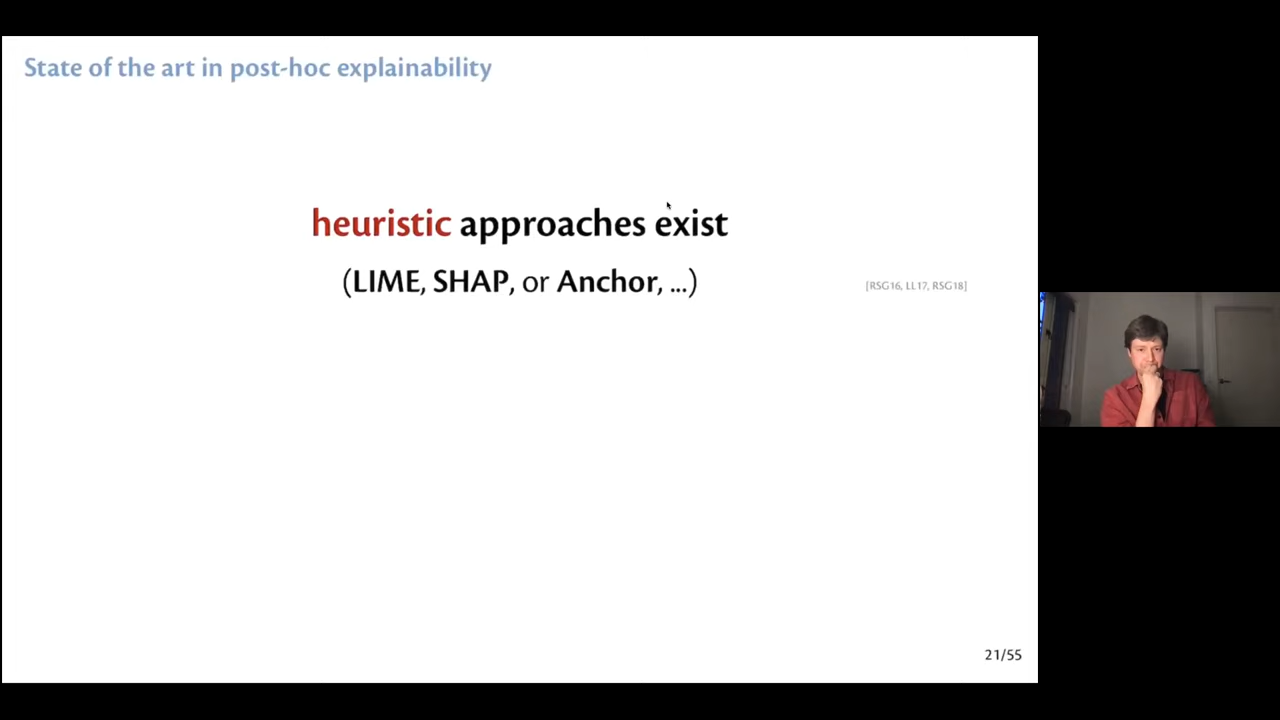 State of the art in post-hoc explainability
heuristic approaches exist
(LIME, SHAP, or Anchor, ...)
[RSG16, LL17, RSG18]
21/55